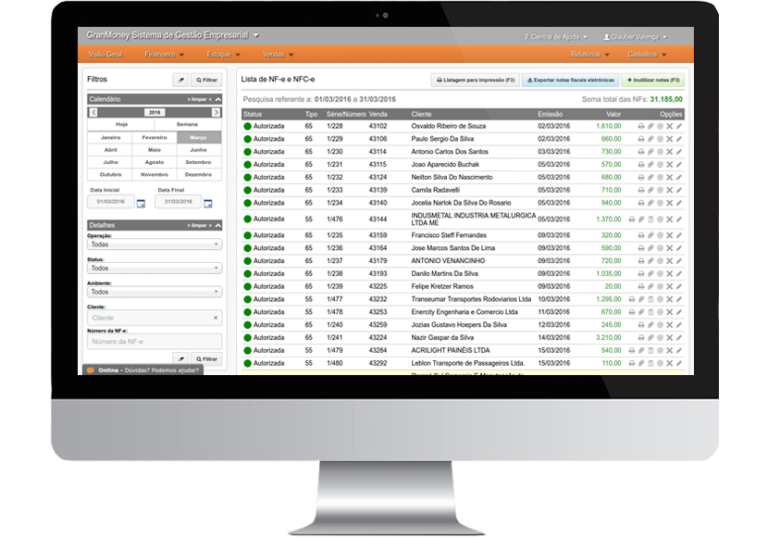 GranMoney Sistema de Gestão Empresarial
Central de Ajuda
Glauber Valença
Visão Geral Financeiro Estoque Vendas Relatórios Cadastros
Filtros
Filtrar
Lista de NF-e e NFC-e
Listagem para impressão (F3)
Exportar notas fiscais eletrônicas
Inutilizar notas (F3)
Calendário limpar
Pesquisa referente a: 01/03/2016 a 31/03/2016
Soma total das NFs: 31.185,00
2016
Hoje Semana
Janeiro Fevereiro Março
Abril Maio Junho
Julho Agosto Setembro
Outubro Novembro Dezembro
Data Inicial Data Final
01/03/2016 31/03/2016
Detalhes limpar
Operação:
Todas
Status:
Todos
Ambiente:
Todos
Cliente:
Cliente
Número da NF-e:
Número da NF-e
Filtrar
Online - Dúvidas? Podemos ajudar?
Status Tipo Série/Número Venda Cliente Emissão Valor Opções
Autorizada 65 1/228 43102 Osvaldo Ribeiro de Souza 02/03/2016 1.610,00
Autorizada 65 1/229 43106 Paulo Sergio Da Silva 02/03/2016 660,00
Autorizada 65 1/230 43114 Antonio Carlos Dos Santos 03/03/2016 730,00
Autorizada 65 1/231 43115 Joao Aparecido Buchak 05/03/2016 570,00
Autorizada 65 1/232 43124 Neilton Silva Do Nascimento 05/03/2016 680,00
Autorizada 65 1/233 43139 Camila Radavelli 05/03/2016 710,00
Autorizada 65 1/234 43140 Jocelia Narlok Da Silva Do Rosario 05/03/2016 940,00
Autorizada 55 1/476 43144 INDUSMETAL INDUSTRIA METALURGICA LTDA ME 05/03/2016 1.370,00
Autorizada 65 1/235 43159 Francisco Steff Fernandes 09/03/2016 320,00
Autorizada 65 1/236 43164 Jose Marcos Santos De Lima 09/03/2016 590,00
Autorizada 65 1/237 43179 ANTONIO VENANCINHO 09/03/2016 720,00
Autorizada 65 1/238 43193 Danilo Martins Da Silva 09/03/2016 1.035,00
Autorizada 65 1/239 43225 Felipe Kretzer Ramos 09/03/2016 20,00
Autorizada 55 1/477 43232 Transeumar Transportes Rodoviarios Ltda 10/03/2016 1.295,00
Autorizada 55 1/478 43253 Enercity Engenharia e Comercio Ltda 11/03/2016 670,00
Autorizada 65 1/240 43259 Jozias Gustavo Hoepers Da Silva 12/03/2016 245,00
Autorizada 65 1/241 43224 Nazir Gaspar da Silva 14/03/2016 3.210,00
Autorizada 55 1/479 43284 ACRILIGHT PAINÉIS LTDA 15/03/2016 540,00
Autorizada 55 1/480 43292 Leblon Transporte de Passageiros Ltda. 15/03/2016 110,00